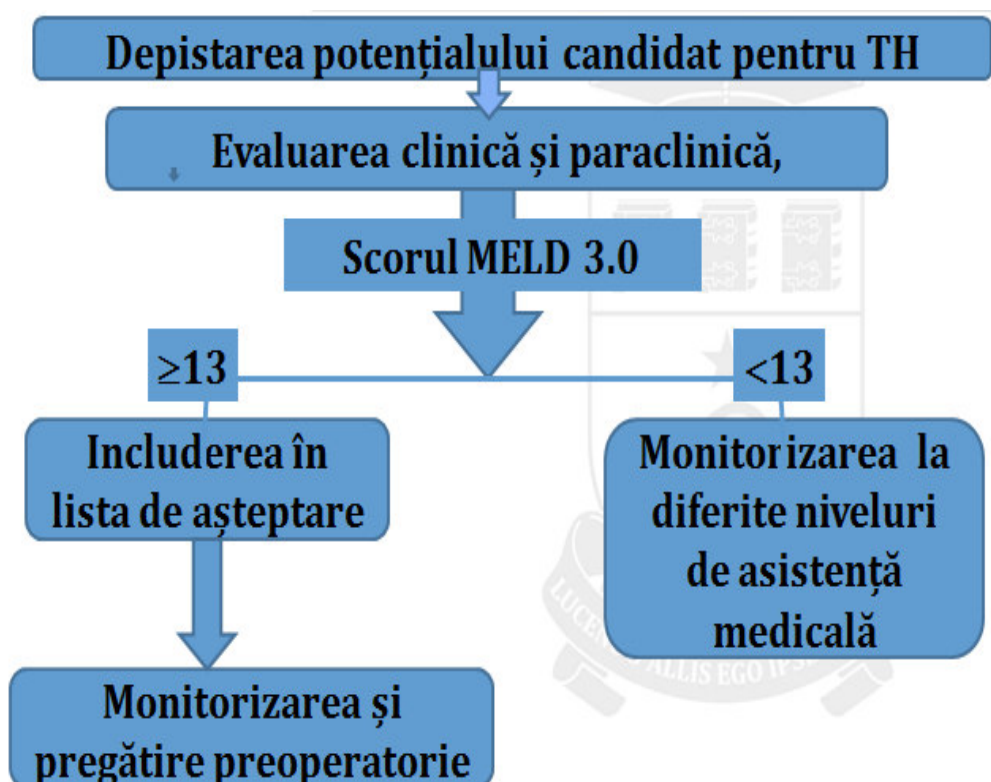 Depistarea potențialului candidat pentru TH
Evaluarea clinică și paraclinică,
Scorul MELD 3.0
≥13
<13
Includerea în
lista de așteptare
Monitorizarea la
diferite niveluri
de asistență
medicală
Monitorizarea și
pregătire preoperatorie